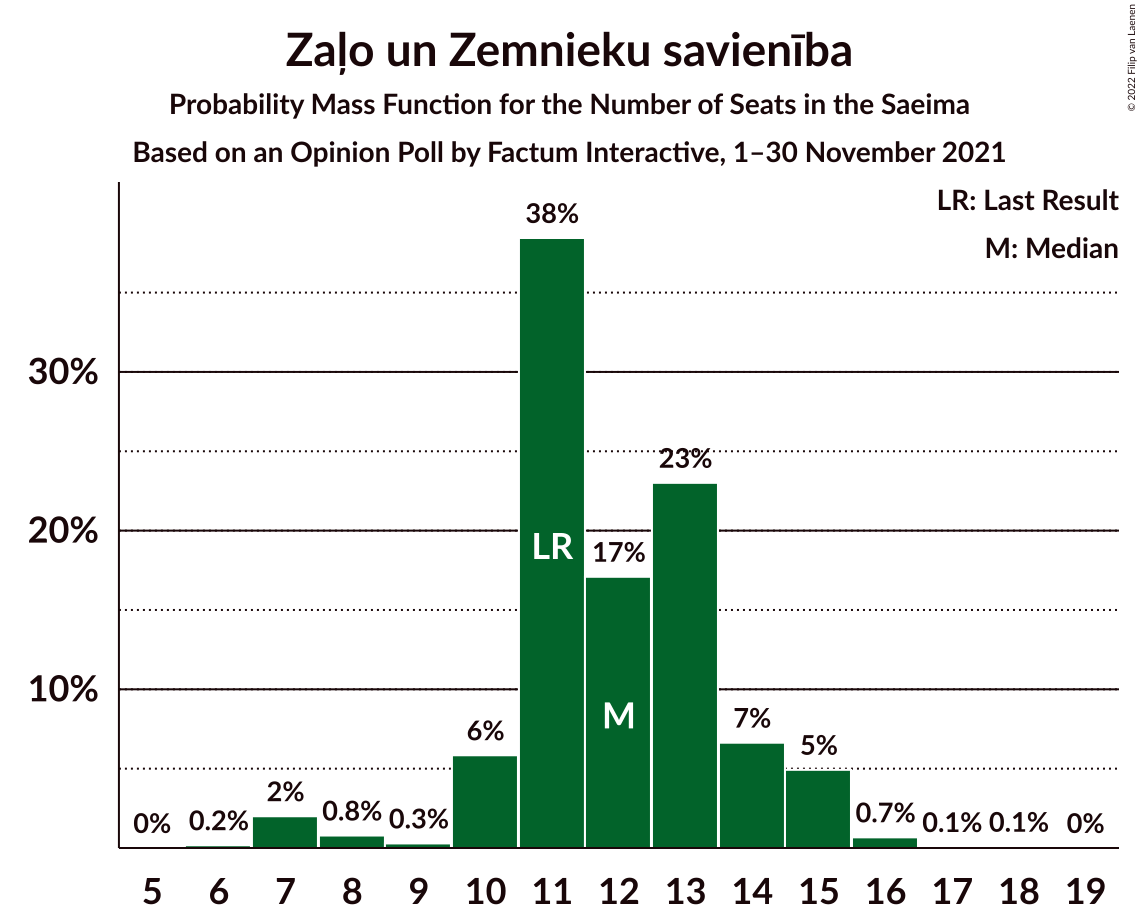 Zaļo un Zemnieku savienība
Probability Mass Function for the Number of Seats in the Saeima
Based on an Opinion Poll by Factum Interactive, 1–30 November 2021
© 2022 Filip van Laenen
LR: Last Result
M: Median
38%
30%
23%
20%
LR
17%
10%
M
7%
6%
5%
2%
0.8%
0.7%
0.3%
0.2%
0%
0.1%
0.1%
0%
5 6 7 8 9 10 11 12 13 14 15 16 17 18 19